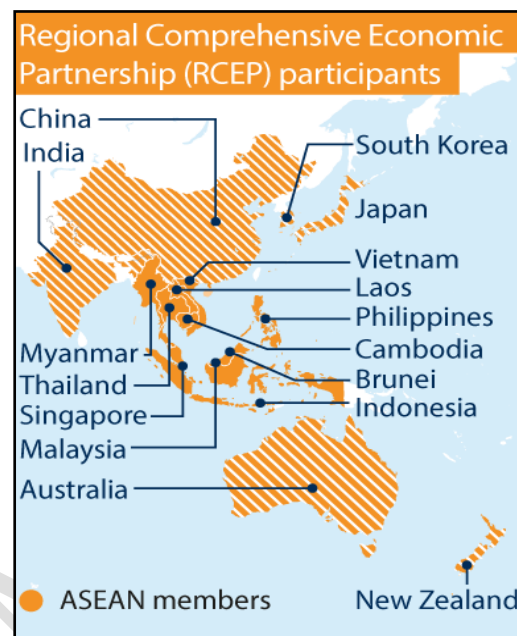 Regional Comprehensive Economic
Partnership (RCEP) participants
China
India
South Korea
Japan
Vietnam
Laos
Philippines
Cambodia
Brunei
Indonesia
Myanmar
Thailand
Singapore
Malaysia
Australia
ASEAN members
New Zealand